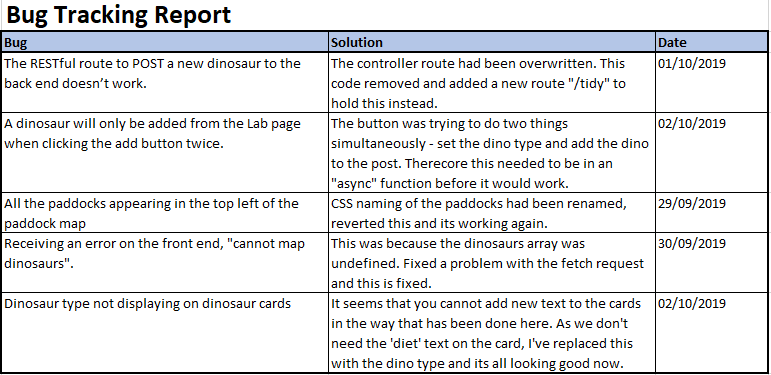 Bug Tracking Report
Bug Solution Date
The RESTful route to POST a new dinosaur to the
back end doesn’t work.
The controller route had been overwritten. This
code removed and added a new route "/tidy" to
hold this instead.
01/10/2019
A dinosaur will only be added from the Lab page
when clicking the add button twice.
The button was trying to do two things
simultaneously - set the dino type and add the dino
to the post. Therecore this needed to be in an
"async" function before it would work.
02/10/2019
All the paddocks appearing in the top left of the
paddock map
CSS naming of the paddocks had been renamed,
reverted this and its working again.
29/09/2019
Receiving an error on the front end, "cannot map
dinosaurs".
This was because the dinosaurs array was
undefined. Fixed a problem with the fetch request
and this is fixed.
30/09/2019
Dinosaur type not displaying on dinosaur cards
It seems that you cannot add new text to the cards
in the way that has been done here. As we don't
need the 'diet' text on the card, I've replaced this
with the dino type and its all looking good now.
02/10/2019